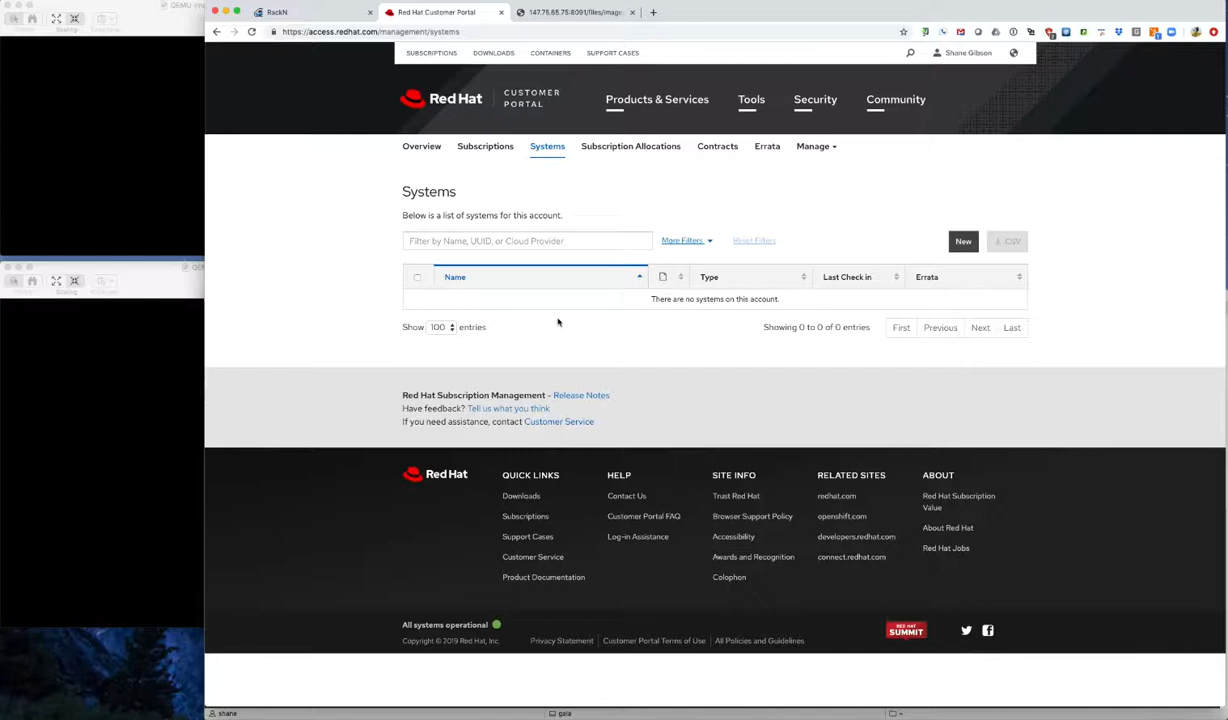 QEMU
RackN
Red Hat Customer Portal
147.75.65.75:8091/files/image
https://access.redhat.com/management/systems
SUBSCRIPTIONS DOWNLOADS CONTAINERS SUPPORT CASES
Shane Gibson
Red Hat
CUSTOMER
PORTAL
Products & Services Tools Security Community
Overview Subscriptions Systems Subscription Allocations Contracts Errata Manage
Systems
Below is a list of systems for this account.
Filter by Name, UUID, or Cloud Provider
More Filters
Reset Filters
New
.CSV
Name Type Last Check in Errata
There are no systems on this account.
Show 100 entries
Showing 0 to 0 of 0 entries
First Previous Next Last
Red Hat Subscription Management - Release Notes
Have feedback? Tell us what you think
If you need assistance, contact Customer Service
Red Hat
QUICK LINKS
Downloads
Subscriptions
Support Cases
Customer Service
Product Documentation
HELP
Contact Us
Customer Portal FAQ
Log-in Assistance
SITE INFO
Trust Red Hat
Browser Support Policy
Accessibility
Awards and Recognition
Colophon
RELATED SITES
redhat.com
openshift.com
developers.redhat.com
connect.redhat.com
ABOUT
Red Hat Subscription
Value
About Red Hat
Red Hat Jobs
All systems operational
Copyright © 2019 Red Hat, Inc.
Privacy Statement
Customer Portal Terms of Use
All Policies and Guidelines
RED HAT
SUMMIT
shane
gaia